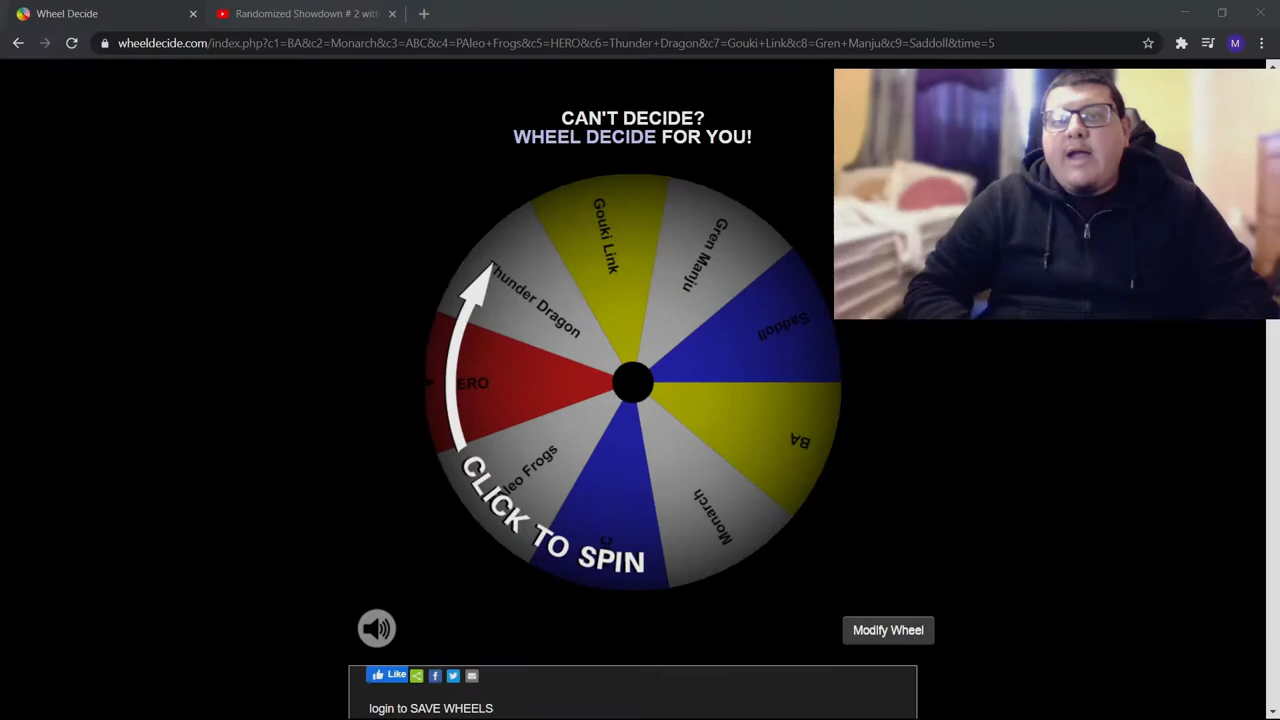 Wheel Decide
Randomized Showdown # 2 with
wheeldecide.com/index.php?c1=BA&c2=Monarch&c3=ABC&c4=PAleo+Frogs&c5=HERO&c6=Thunder+Dragon&c7=Gouki+Link&c8=Gren+Manju&c9=Saddoll&time=5
M
CAN'T DECIDE?
WHEEL DECIDE FOR YOU!
Gouki Link
Gren Manju
Thunder Dragon
Saddoll
ERO
BA
leo Frogs
Monarch
C
CLICK TO SPIN
Modify Wheel
Like
login to SAVE WHEELS